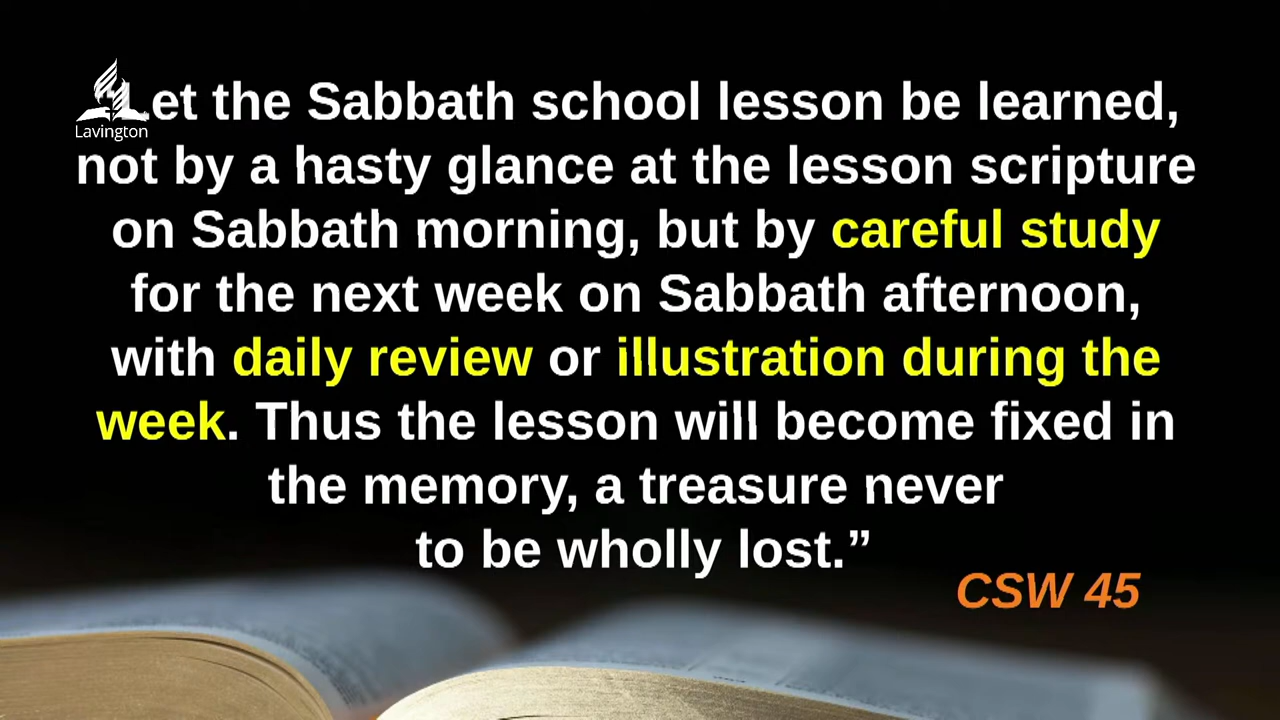 Lavington
“Let the Sabbath school lesson be learned,
not by a hasty glance at the lesson scripture
on Sabbath morning, but by careful study
for the next week on Sabbath afternoon,
with daily review or illustration during the
week. Thus the lesson will become fixed in
the memory, a treasure never
to be wholly lost.”
CSW 45